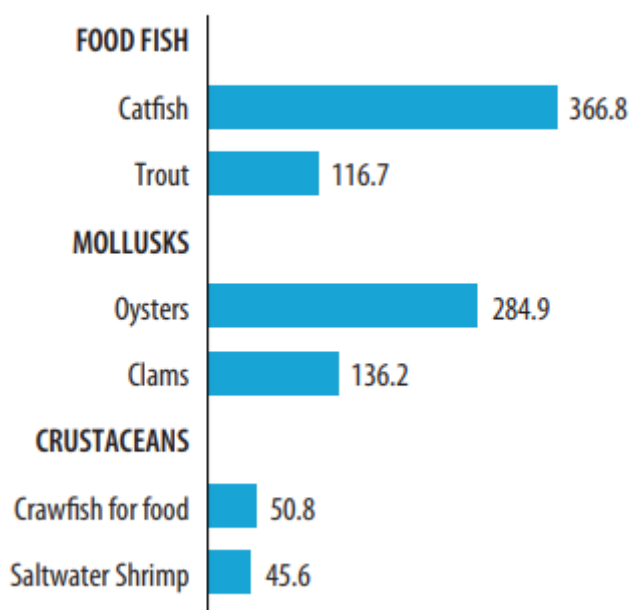 FOOD FISH
Catfish 366.8
Trout 116.7
MOLLUSKS
Oysters 284.9
Clams 136.2
CRUSTACEANS
Crawfish for food 50.8
Saltwater Shrimp 45.6